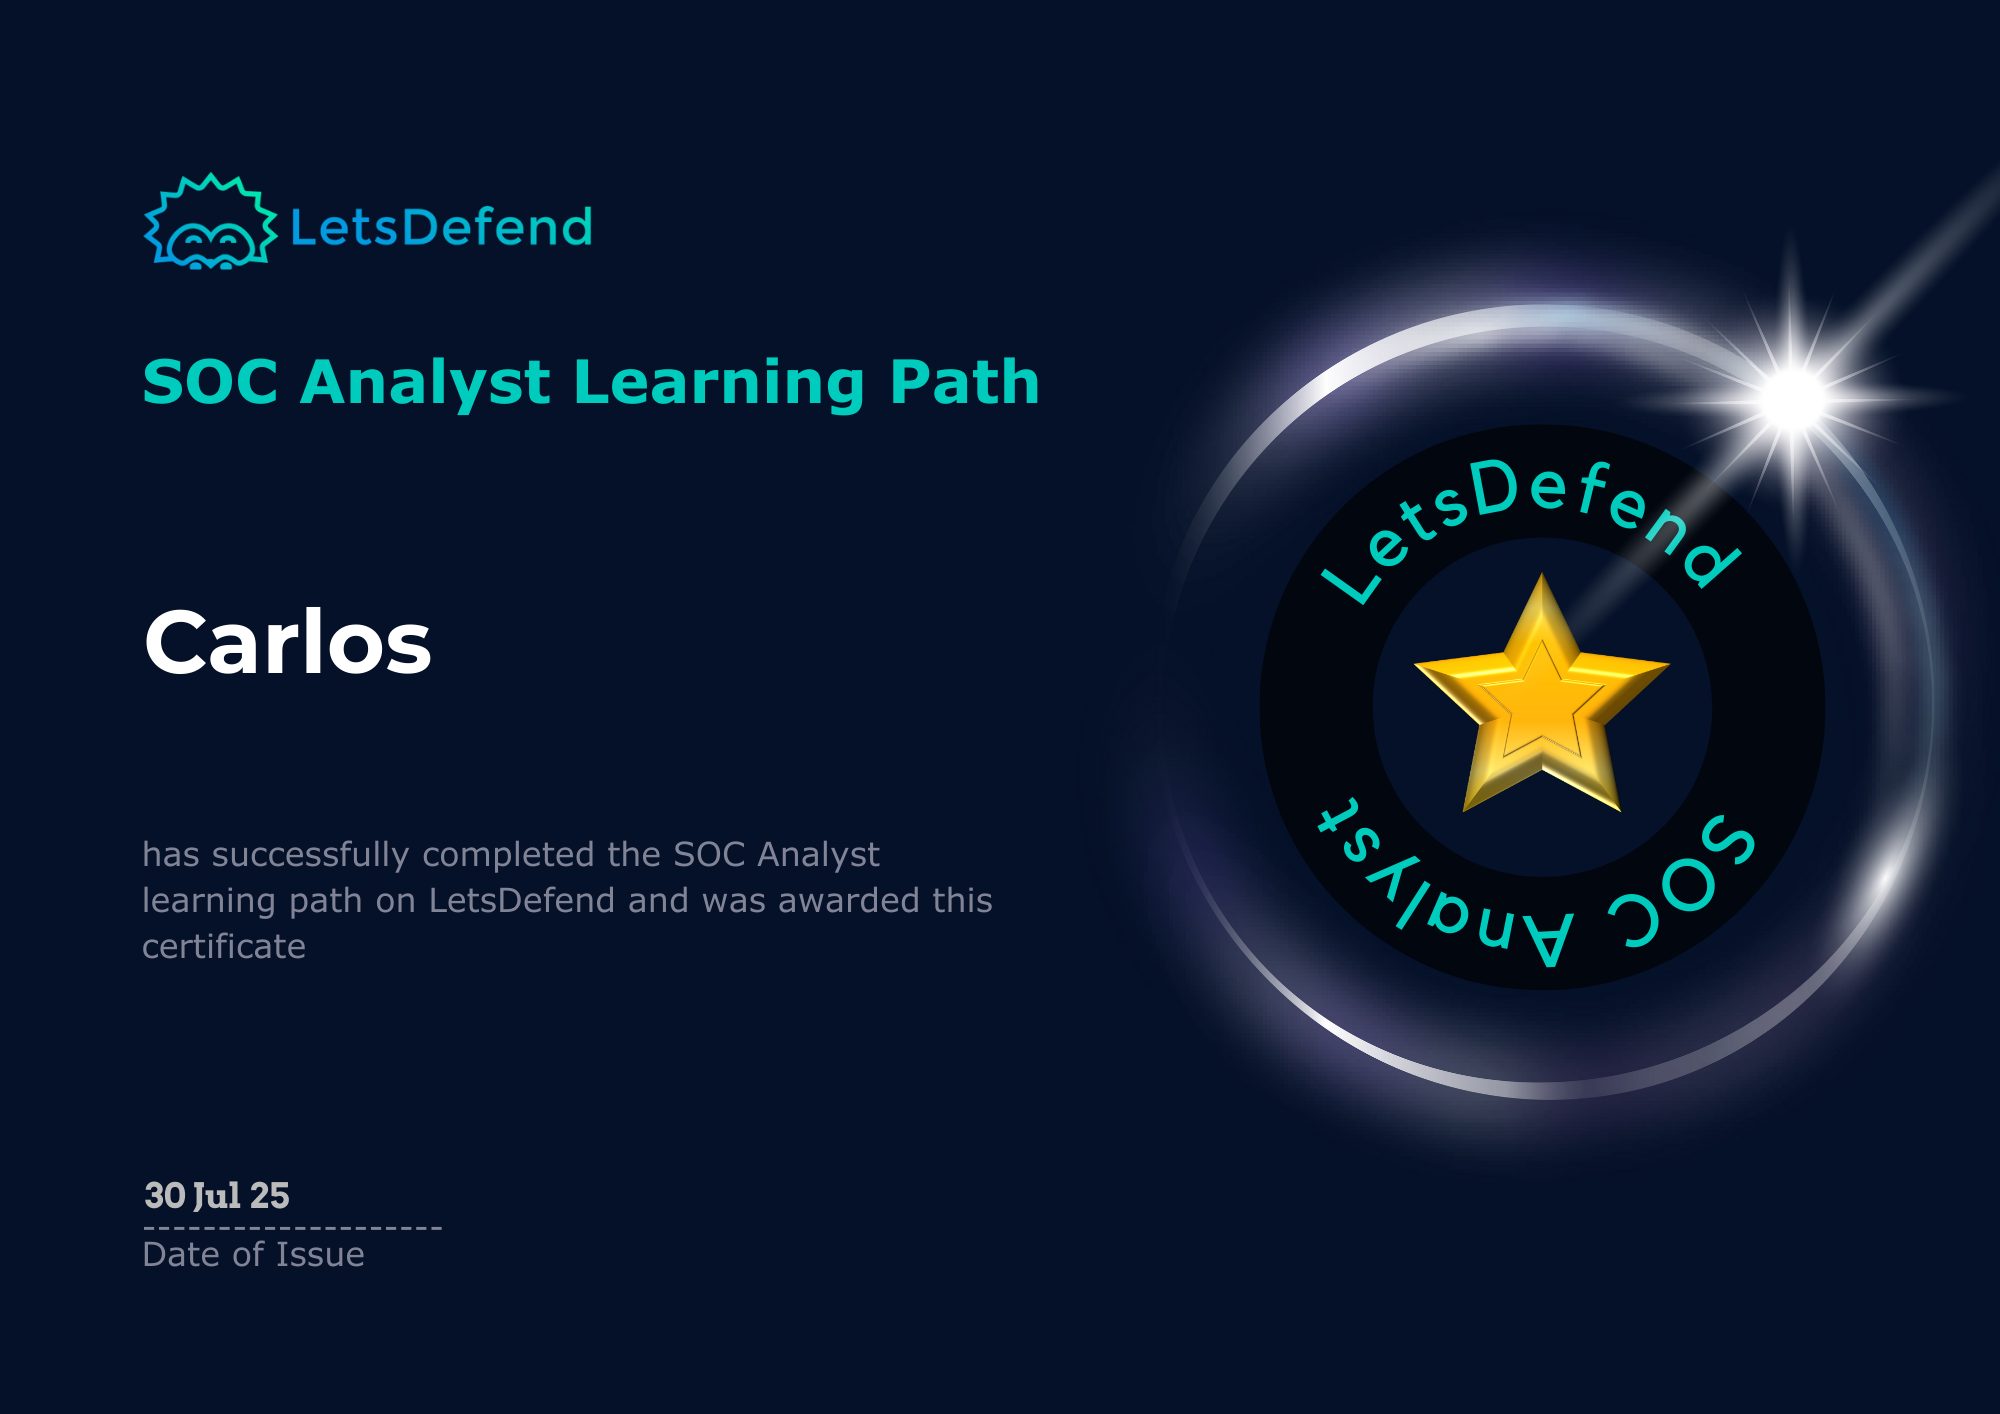 LetsDefend
SOC Analyst Learning Path
Carlos
has successfully completed the SOC Analyst
learning path on LetsDefend and was awarded this
certificate
30 Jul 25
--------------------
Date of Issue
LetsDefend
SOC Analyst